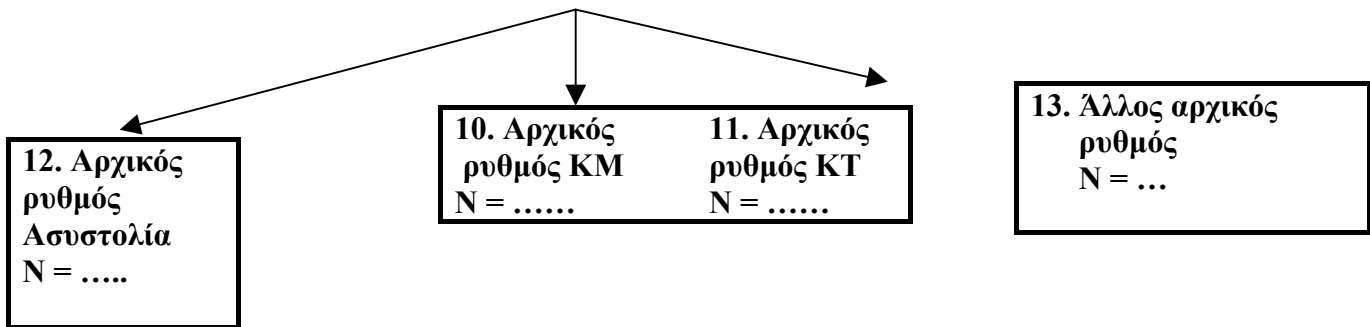 12. Αρχικός
ρυθμός
Ασυστολία
Ν = …..
10. Αρχικός
ρυθμός ΚΜ
Ν = ……
11. Αρχικός
ρυθμός ΚΤ
Ν = ……
13. Άλλος αρχικός
ρυθμός
Ν = …